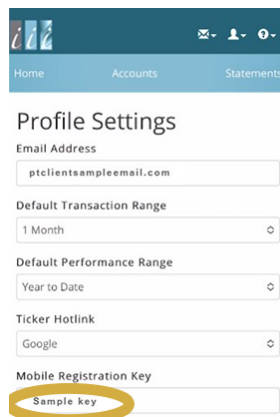 iii
Home Accounts Statements
Profile Settings
Email Address
ptclientsampleemail.com
Default Transaction Range
1 Month
Default Performance Range
Year to Date
Ticker Hotlink
Google
Mobile Registration Key
Sample key